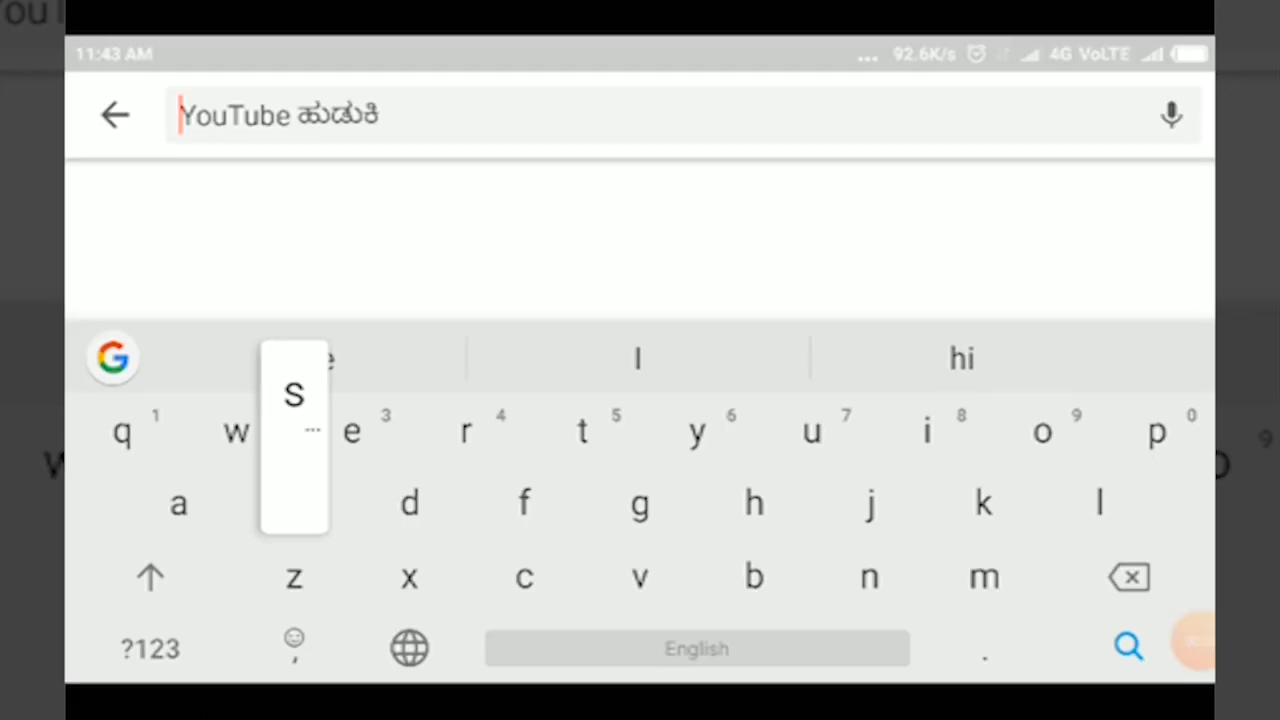 11:43 AM ... 92.6K/s 4G VoLTE
YouTube ಹುಡುಕಿ
I hi
S
q 1 w e 3 r 4 t 5 y 6 u 7 i 8 o 9 p 0
a d f g h j k l
z x c v b n m
?123 , English .